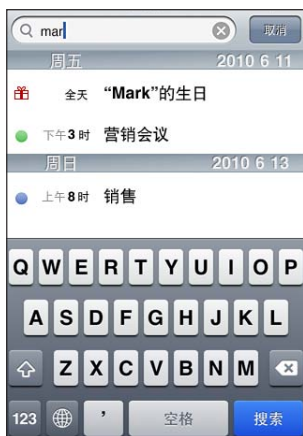 mar 取消
周五 2010 6 11
全天 “Mark”的生日
下午3 时 营销会议
周日 2010 6 13
上午8 时 销售
Q W E R T Y U I O P
A S D F G H J K L
Z X C V B N M
123 , 空格 搜索